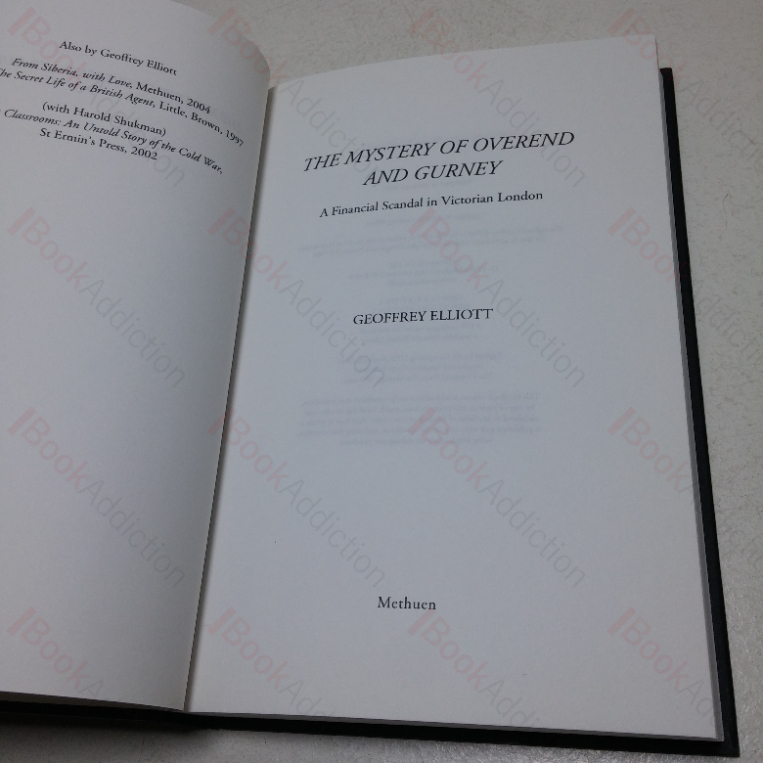 Also by Geoffrey Elliott
From Siberia, with Love, Methuen, 2004
The Secret Life of a British Agent, Little, Brown, 1997
(with Harold Shukman)
Classrooms: An Untold Story of the Cold War,
St Ermin's Press, 2002
THE MYSTERY OF OVEREND
AND GURNEY
A Financial Scandal in Victorian London
GEOFFREY ELLIOTT
Methuen
BookAddiction